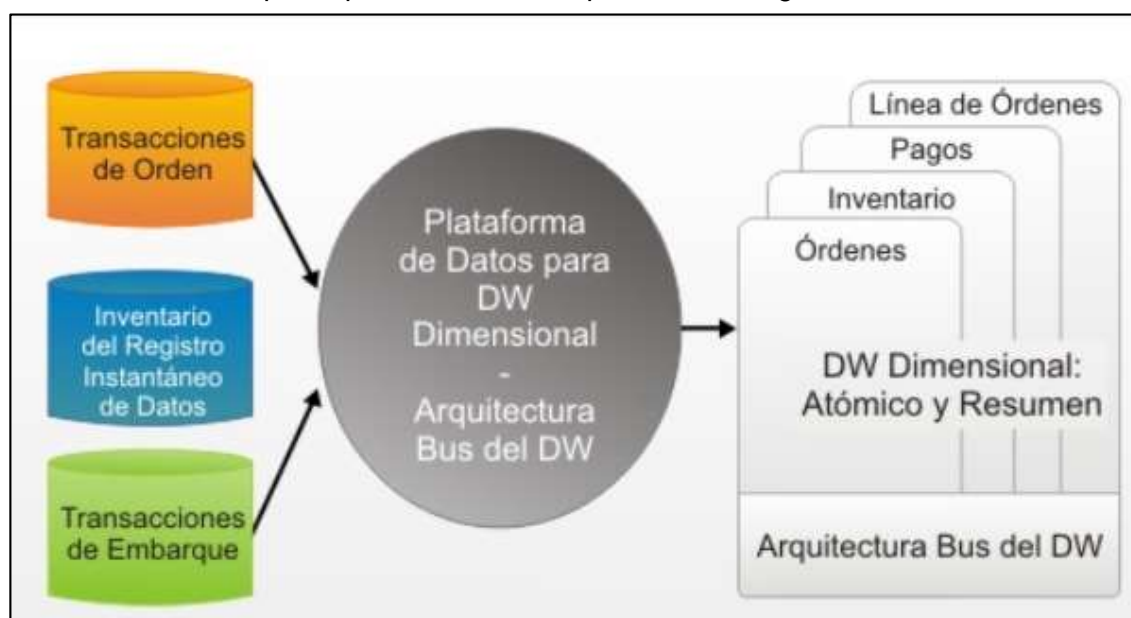 Transacciones
de Orden
Inventario
del Registro
Instantáneo
de Datos
Transacciones
de Embarque
Plataforma
de Datos para
DW
Dimensional
-
Arquitectura
Bus del DW
Línea de Órdenes
Pagos
Inventario
Órdenes
DW Dimensional:
Atómico y Resumen
Arquitectura Bus del DW